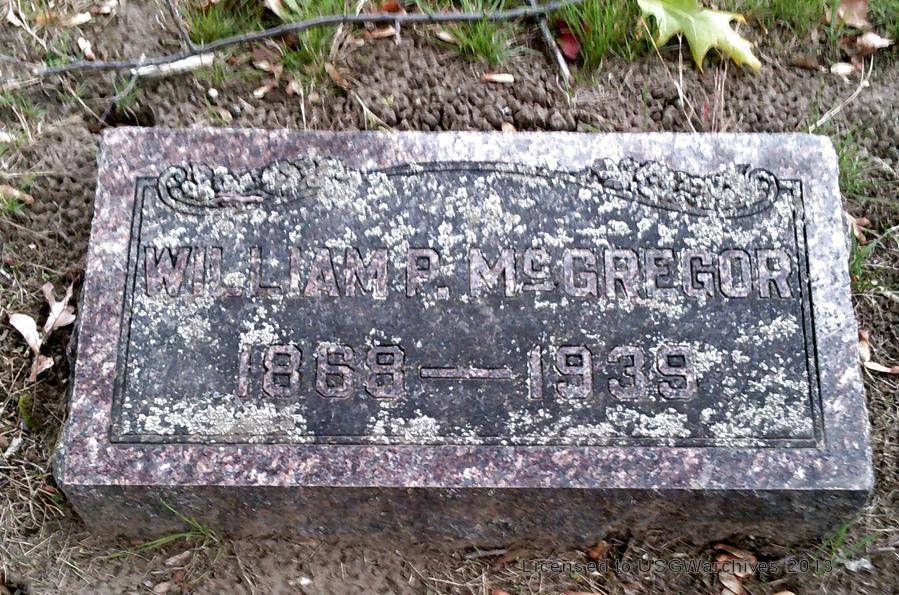 WILLIAM P. McGREGOR
1868 — 1939
Licensed to USGWarchives 2013